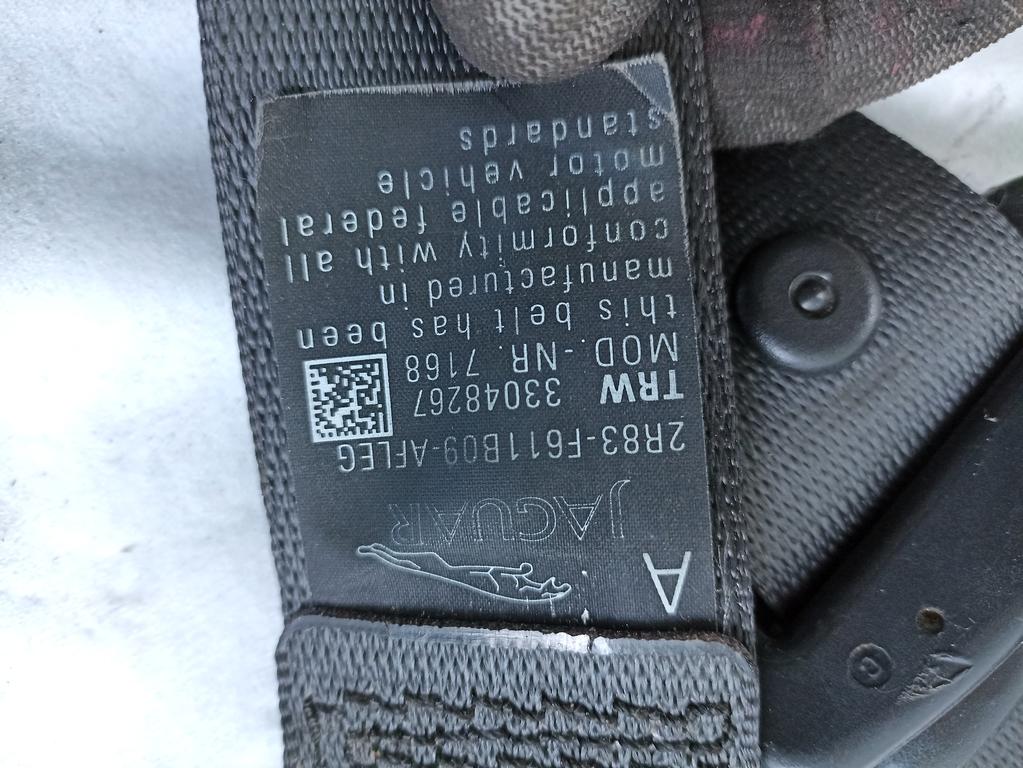 A
JAGUAR
2R83-F611B09-AFLEG
TRW 33048267
MOD.-NR. 7168
this belt has been
manufactured in
conformity with all
applicable federal
motor vehicle
standards